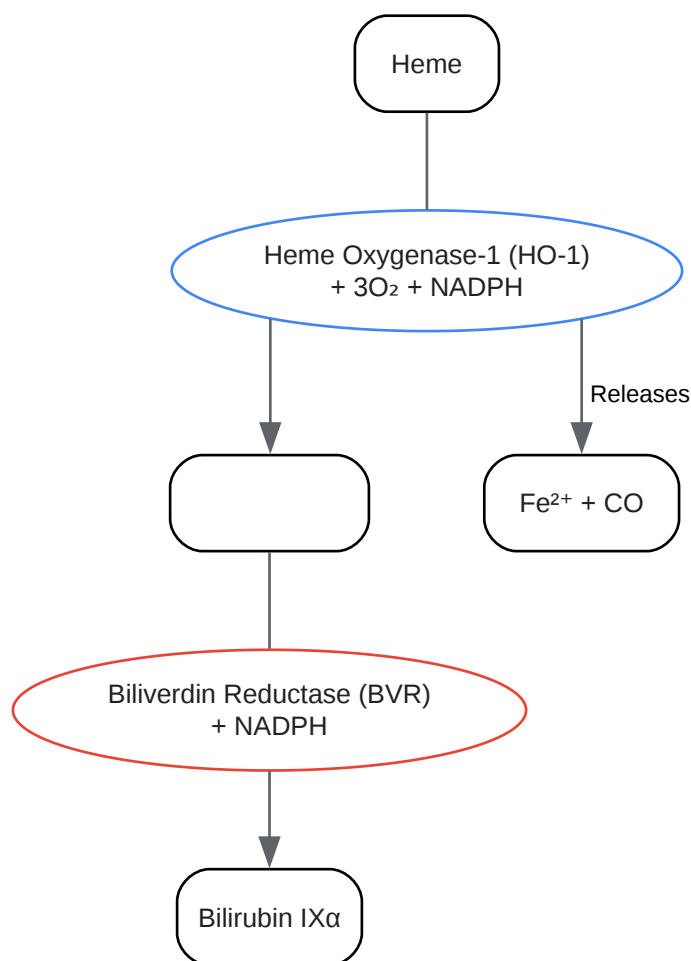 Heme
Heme Oxygenase-1 (HO-1)
+ 3O₂ + NADPH
Releases
Fe²⁺ + CO
Biliverdin Reductase (BVR)
+ NADPH
Bilirubin IXα